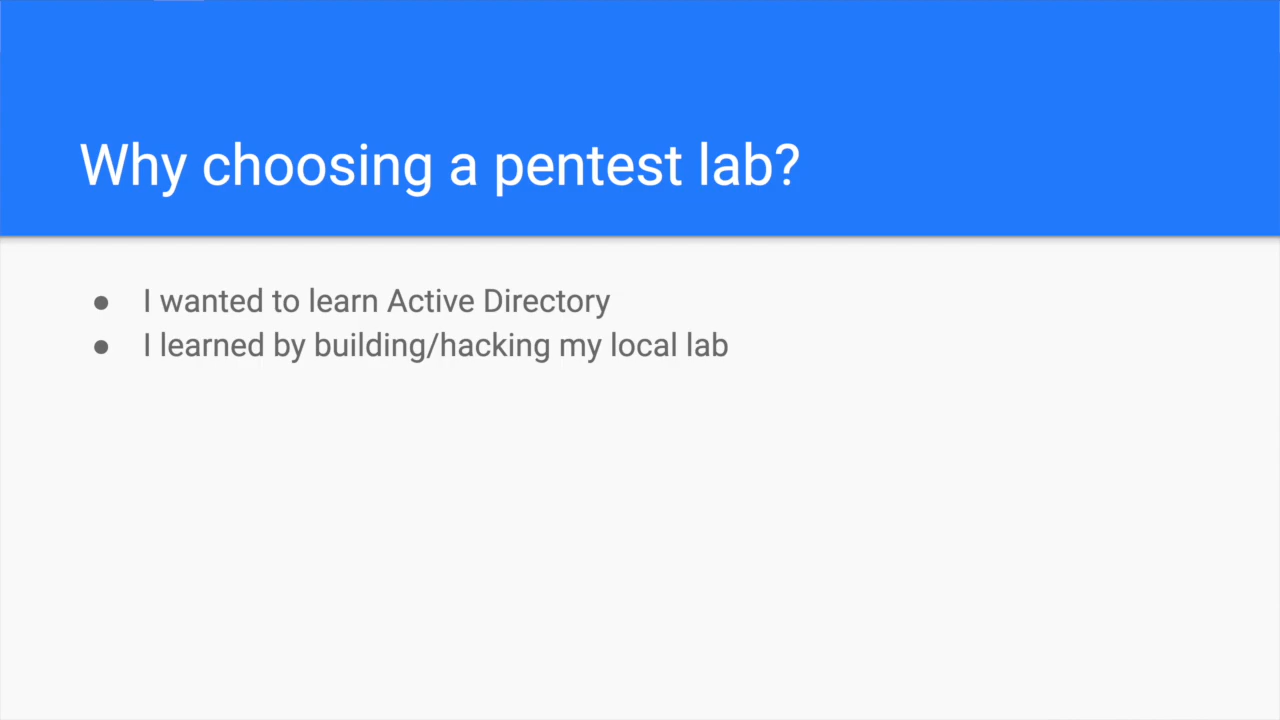 Why choosing a pentest lab?
● I wanted to learn Active Directory
● I learned by building/hacking my local lab